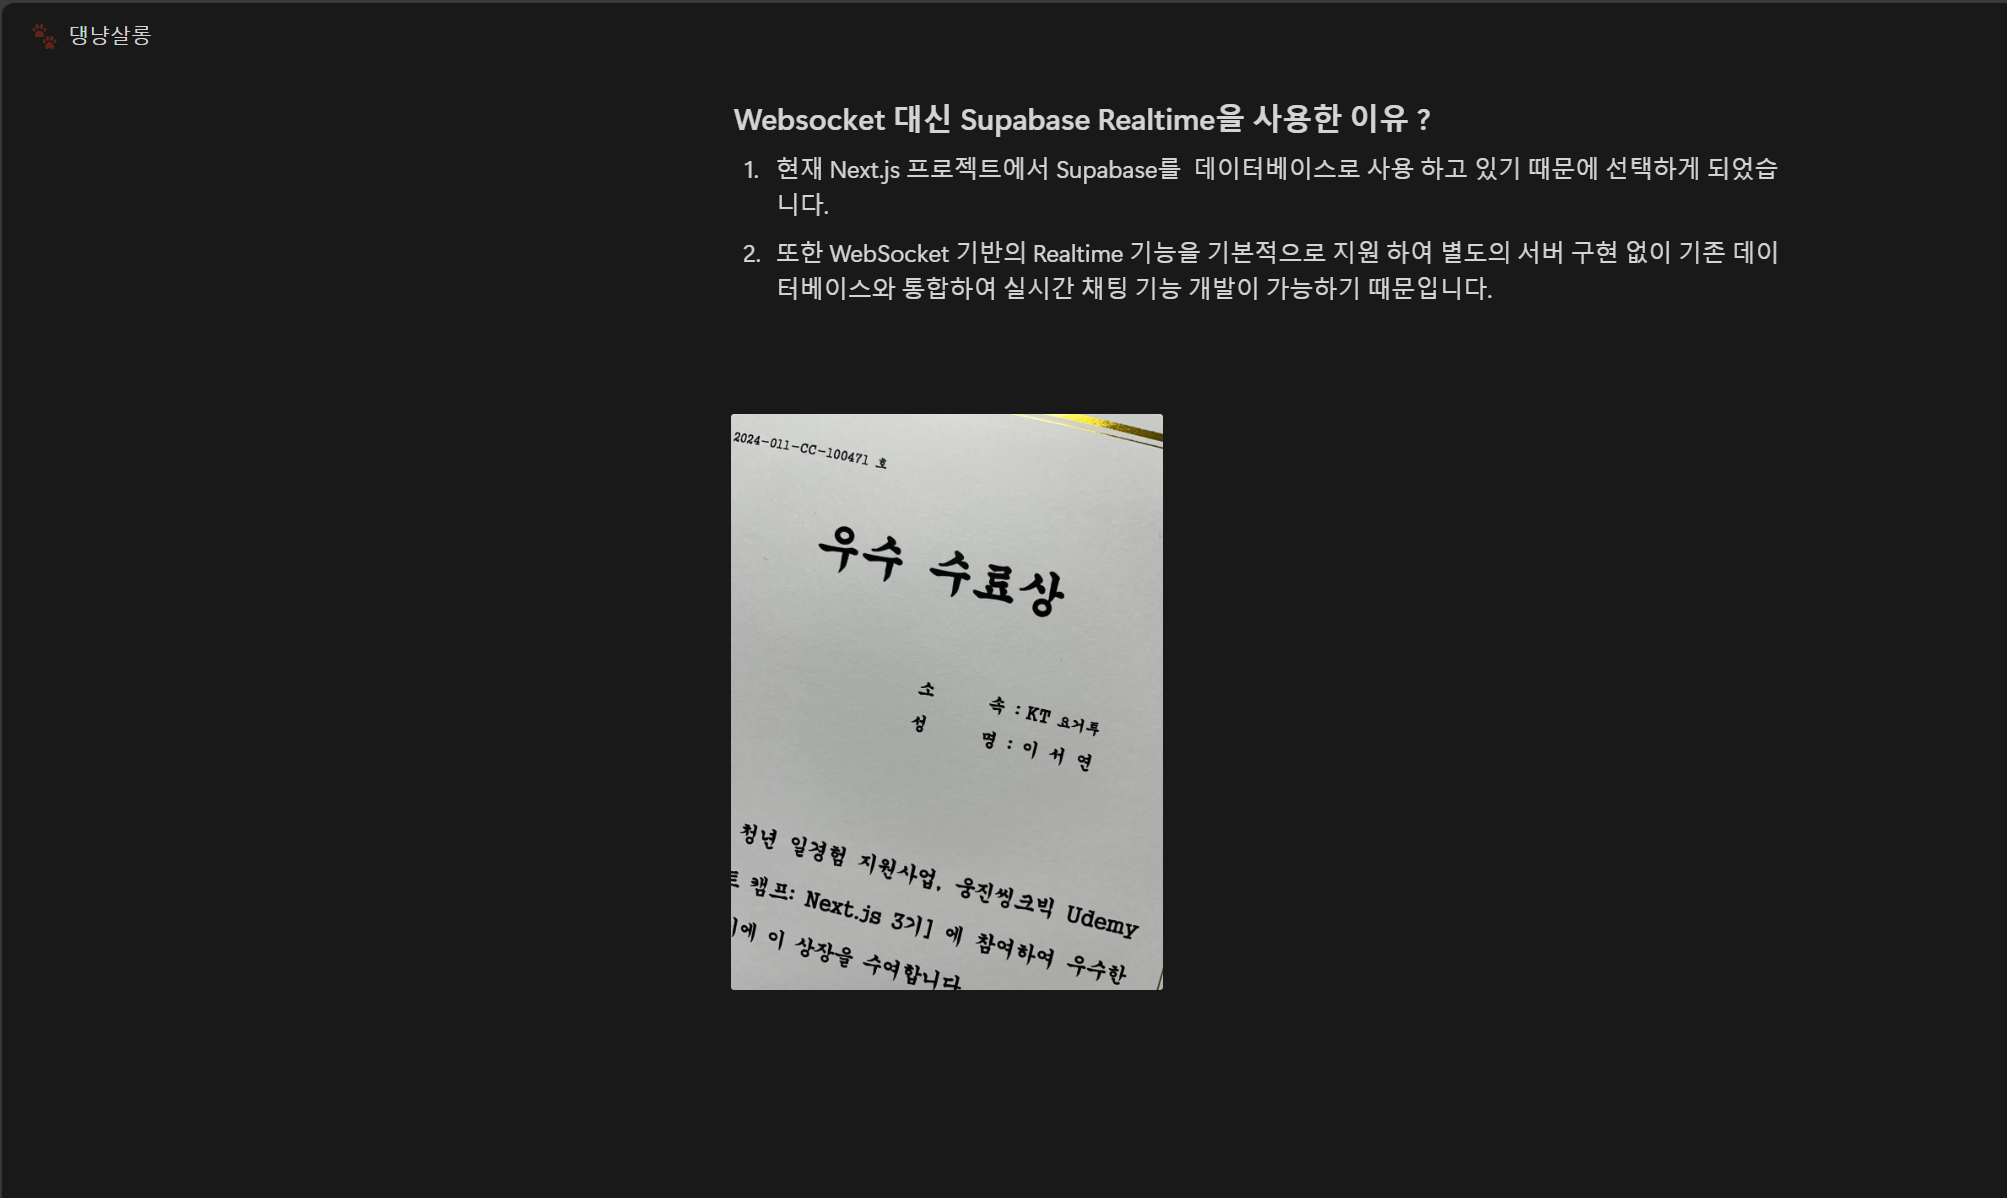 댕냥살롱
Websocket 대신 Supabase Realtime을 사용한 이유 ?
1. 현재 Next.js 프로젝트에서 Supabase를  데이터베이스로 사용 하고 있기 때문에 선택하게 되었습
니다.
2. 또한 WebSocket 기반의 Realtime 기능을 기본적으로 지원 하여 별도의 서버 구현 없이 기존 데이
터베이스와 통합하여 실시간 채팅 기능 개발이 가능하기 때문입니다.
2024-011-CC-100471 호
우수 수료상
소 속 : KT 요거트
성 명 : 이 서 연
청년 일경험 지원사업, 웅진씽크빅 Udemy
트 캠프: Next.js 3기] 에 참여하여 우수한
이 상장을 수여합니다